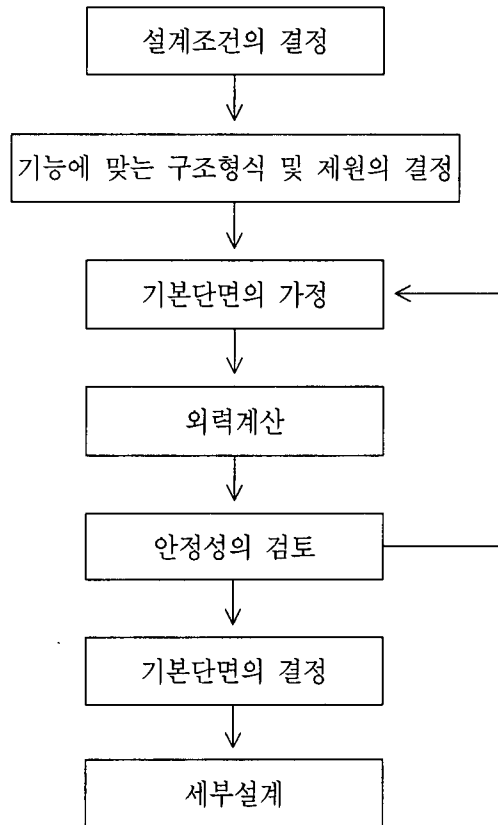 설계조건의 결정
기능에 맞는 구조형식 및 제원의 결정
기본단면의 가정
외력계산
안정성의 검토
기본단면의 결정
세부설계